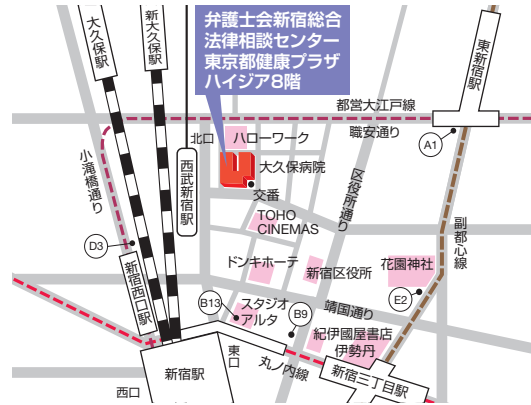 弁護士会新宿総合
法律相談センター
東京都健康プラザ
ハイジア8階
大久保駅
新大久保駅
東新宿駅
都営大江戸線
職安通り
A1
北口
ハローワーク
大久保病院
交番
小滝橋通り
西武新宿駅
区役所通り
TOHO
CINEMAS
副都心線
D3
新宿西口駅
ドンキホーテ
新宿区役所
花園神社
E2
靖国通り
B13
スタジオ
アルタ
B9
紀伊國屋書店
伊勢丹
丸ノ内線
新宿三丁目駅
東口
新宿駅
西口